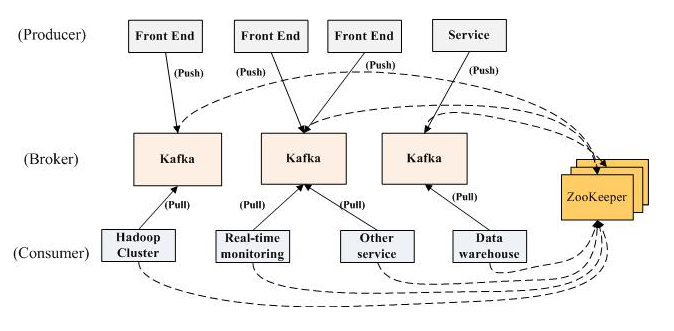 (Producer)
Front End
Front End
Front End
Service
(Push)
(Push)
(Push)
(Push)
(Broker)
Kafka
Kafka
Kafka
ZooKeeper
(Pull)
(Pull)
(Pull)
(Pull)
(Consumer)
Hadoop
Cluster
Real-time
monitoring
Other
service
Data
warehouse